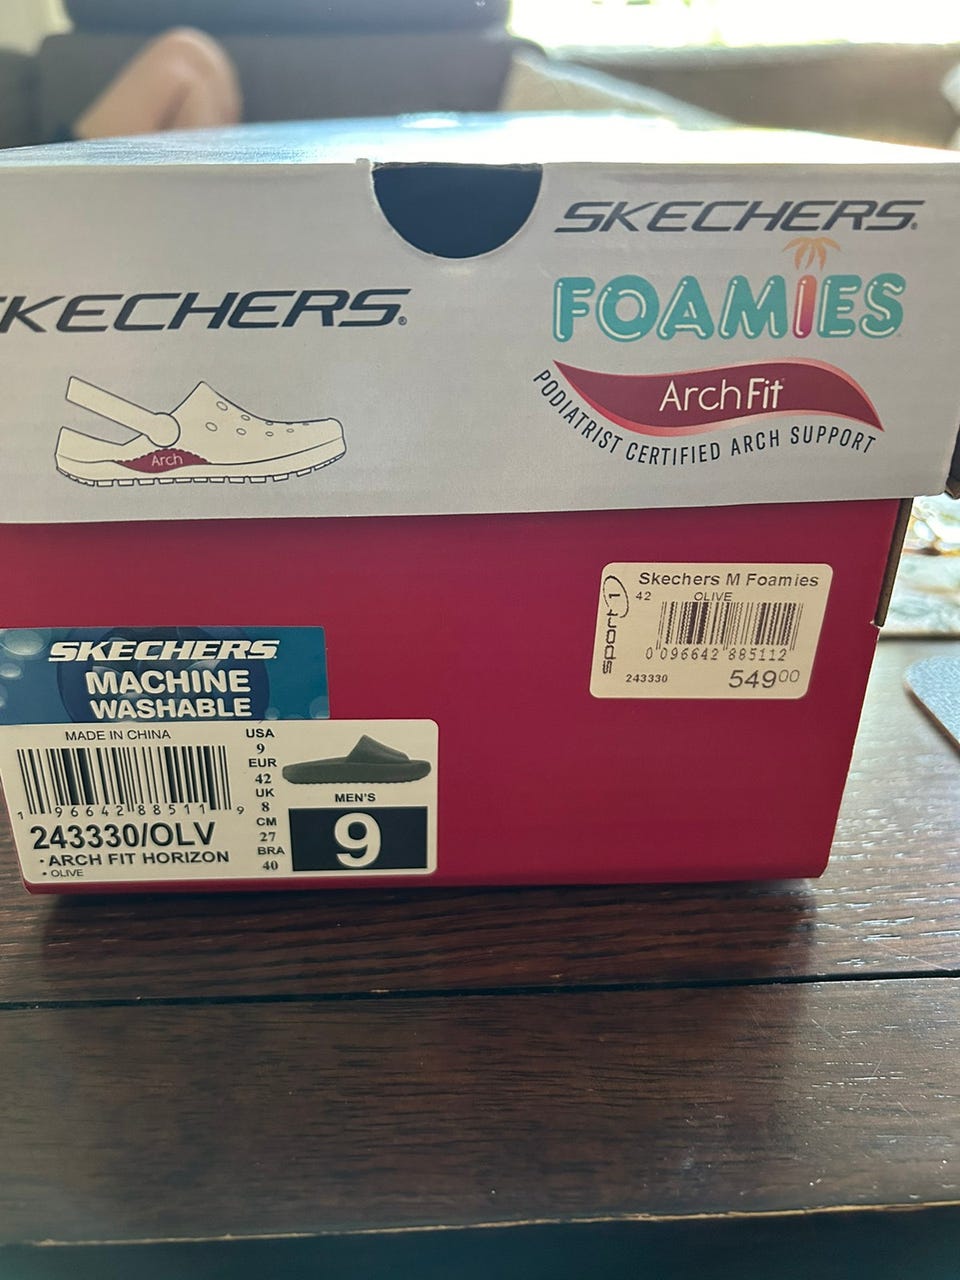 SKECHERS®
FOAMiES
ArchFit
PODIATRIST CERTIFIED ARCH SUPPORT
SKECHERS®
Arch
Skechers M Foamies
42 OLIVE
sport 1
0 096642 885112
243330 549 00
SKECHERS
MACHINE
WASHABLE
MADE IN CHINA
1 96642 88511 9
243330/OLV
• ARCH FIT HORIZON
• OLIVE
USA
9
EUR
42
UK
8
CM
27
BRA
40
MEN'S
9